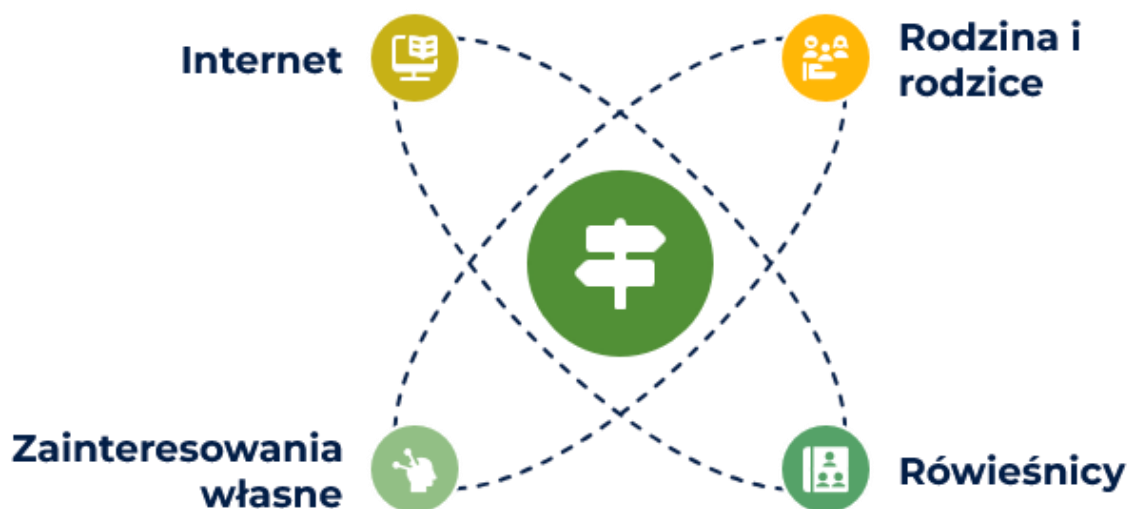 Internet
Rodzina i
rodzice
Zainteresowania
własne
Rówieśnicy